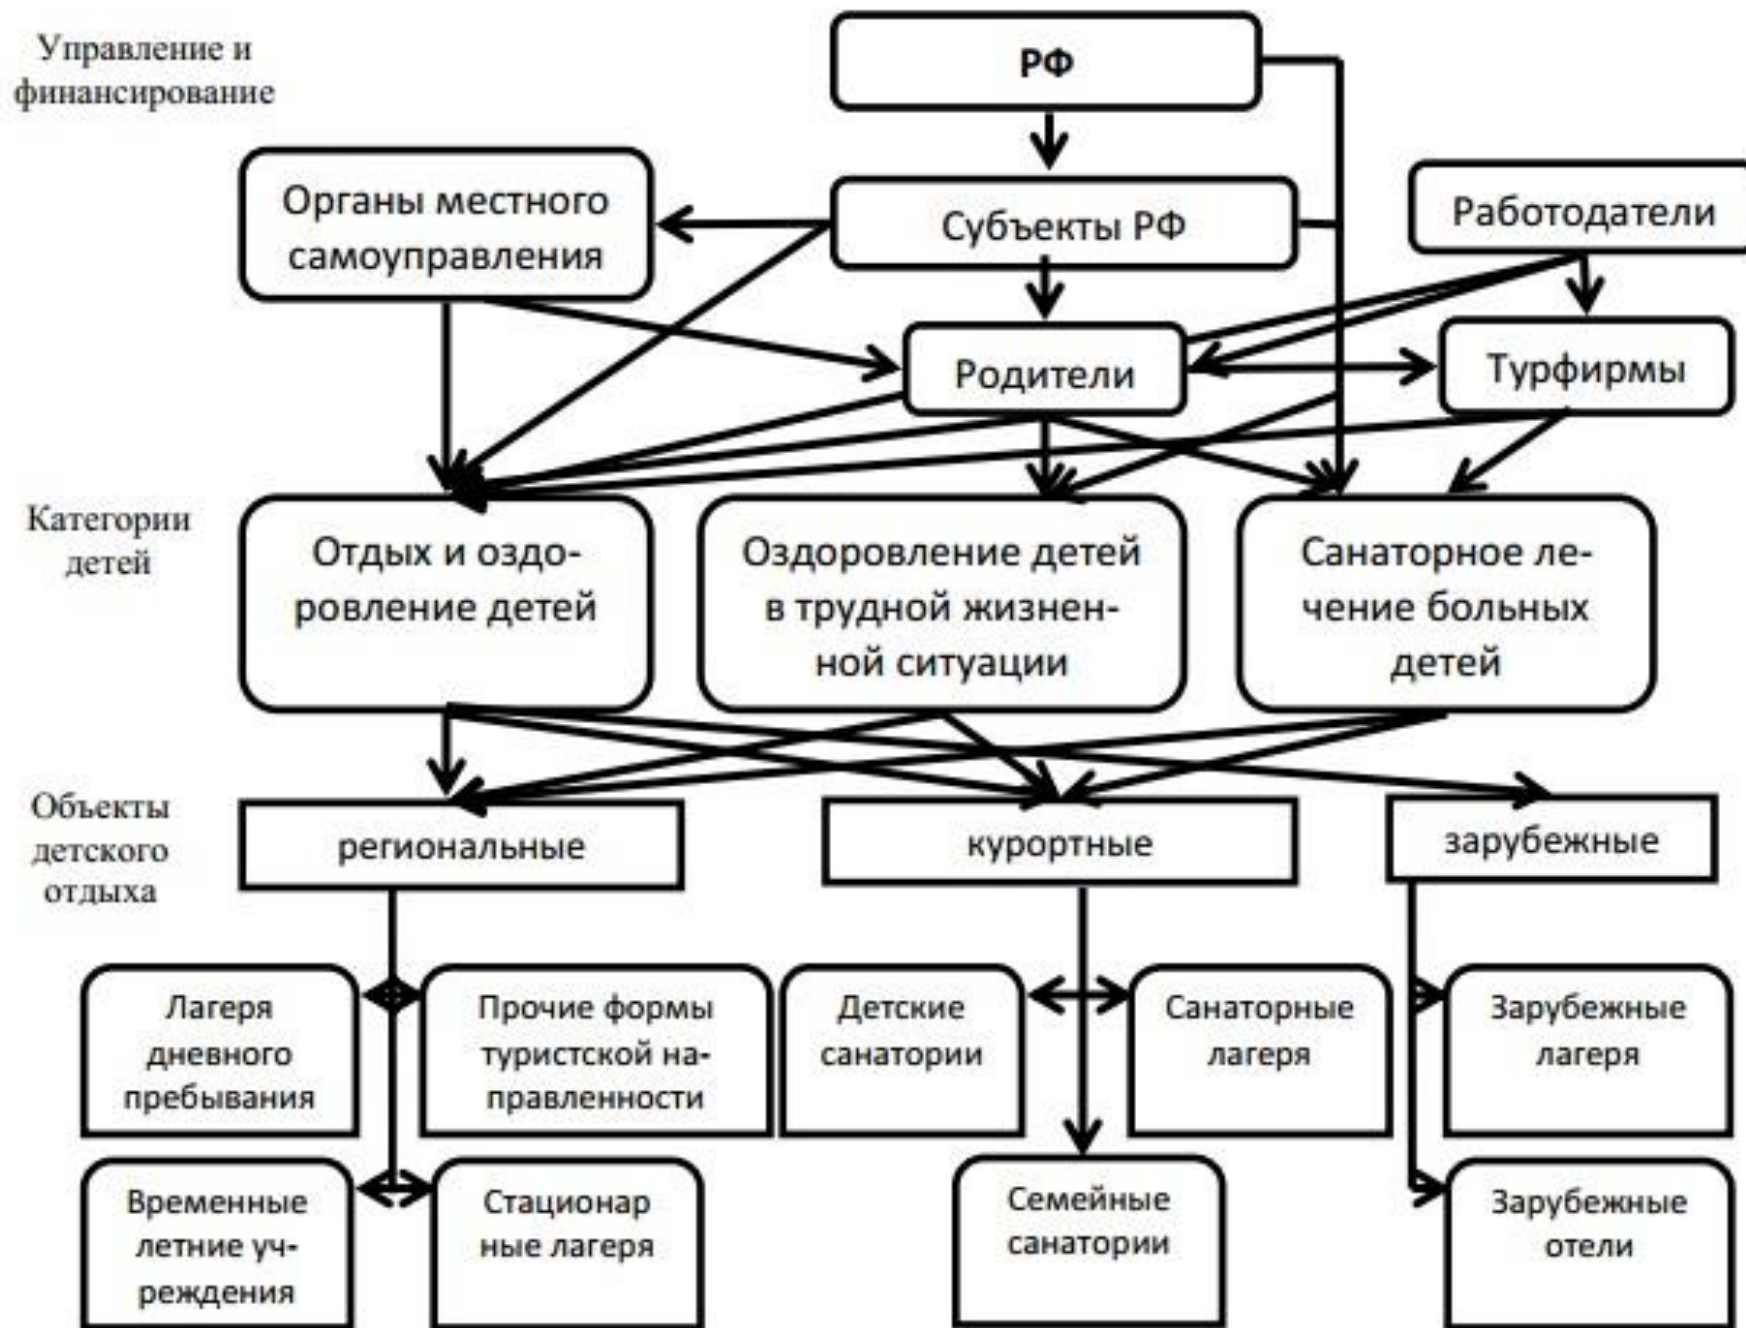 Управление и
финансирование
РФ
Органы местного
самоуправления
Субъекты РФ
Работодатели
Родители
Турфирмы
Категории
детей
Отдых и оздо-
ровление детей
Оздоровление детей
в трудной жизнен-
ной ситуации
Санаторное ле-
чение больных
детей
Объекты
детского
отдыха
региональные
курортные
зарубежные
Лагеря
дневного
пребывания
Прочие формы
туристской на-
правленности
Детские
санатории
Санаторные
лагеря
Зарубежные
лагеря
Временные
летние уч-
реждения
Стационар
ные лагеря
Семейные
санатории
Зарубежные
отели